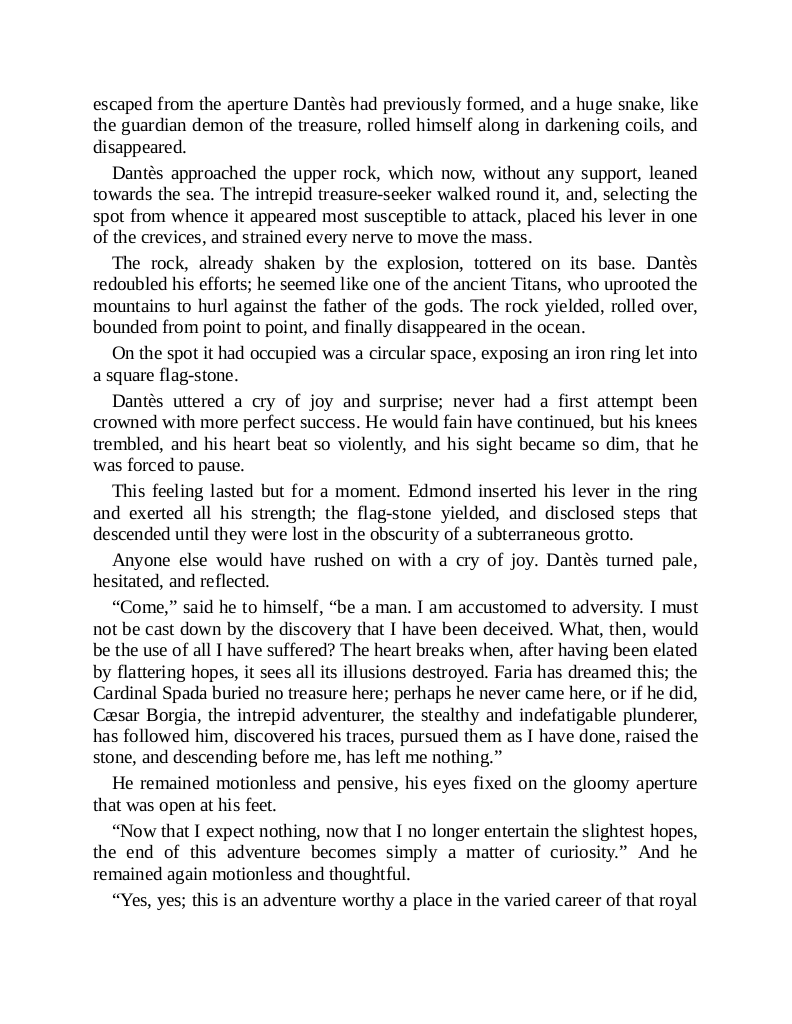 escaped from the aperture Dantès had previously formed, and a huge snake, like
the guardian demon of the treasure, rolled himself along in darkening coils, and
disappeared.
Dantès approached the upper rock, which now, without any support, leaned
towards the sea. The intrepid treasure-seeker walked round it, and, selecting the
spot from whence it appeared most susceptible to attack, placed his lever in one
of the crevices, and strained every nerve to move the mass.
The rock, already shaken by the explosion, tottered on its base. Dantès
redoubled his efforts; he seemed like one of the ancient Titans, who uprooted the
mountains to hurl against the father of the gods. The rock yielded, rolled over,
bounded from point to point, and finally disappeared in the ocean.
On the spot it had occupied was a circular space, exposing an iron ring let into
a square flag-stone.
Dantès uttered a cry of joy and surprise; never had a first attempt been
crowned with more perfect success. He would fain have continued, but his knees
trembled, and his heart beat so violently, and his sight became so dim, that he
was forced to pause.
This feeling lasted but for a moment. Edmond inserted his lever in the ring
and exerted all his strength; the flag-stone yielded, and disclosed steps that
descended until they were lost in the obscurity of a subterraneous grotto.
Anyone else would have rushed on with a cry of joy. Dantès turned pale,
hesitated, and reflected.
“Come,” said he to himself, “be a man. I am accustomed to adversity. I must
not be cast down by the discovery that I have been deceived. What, then, would
be the use of all I have suffered? The heart breaks when, after having been elated
by flattering hopes, it sees all its illusions destroyed. Faria has dreamed this; the
Cardinal Spada buried no treasure here; perhaps he never came here, or if he did,
Cæsar Borgia, the intrepid adventurer, the stealthy and indefatigable plunderer,
has followed him, discovered his traces, pursued them as I have done, raised the
stone, and descending before me, has left me nothing.”
He remained motionless and pensive, his eyes fixed on the gloomy aperture
that was open at his feet.
“Now that I expect nothing, now that I no longer entertain the slightest hopes,
the end of this adventure becomes simply a matter of curiosity.” And he
remained again motionless and thoughtful.
“Yes, yes; this is an adventure worthy a place in the varied career of that royal